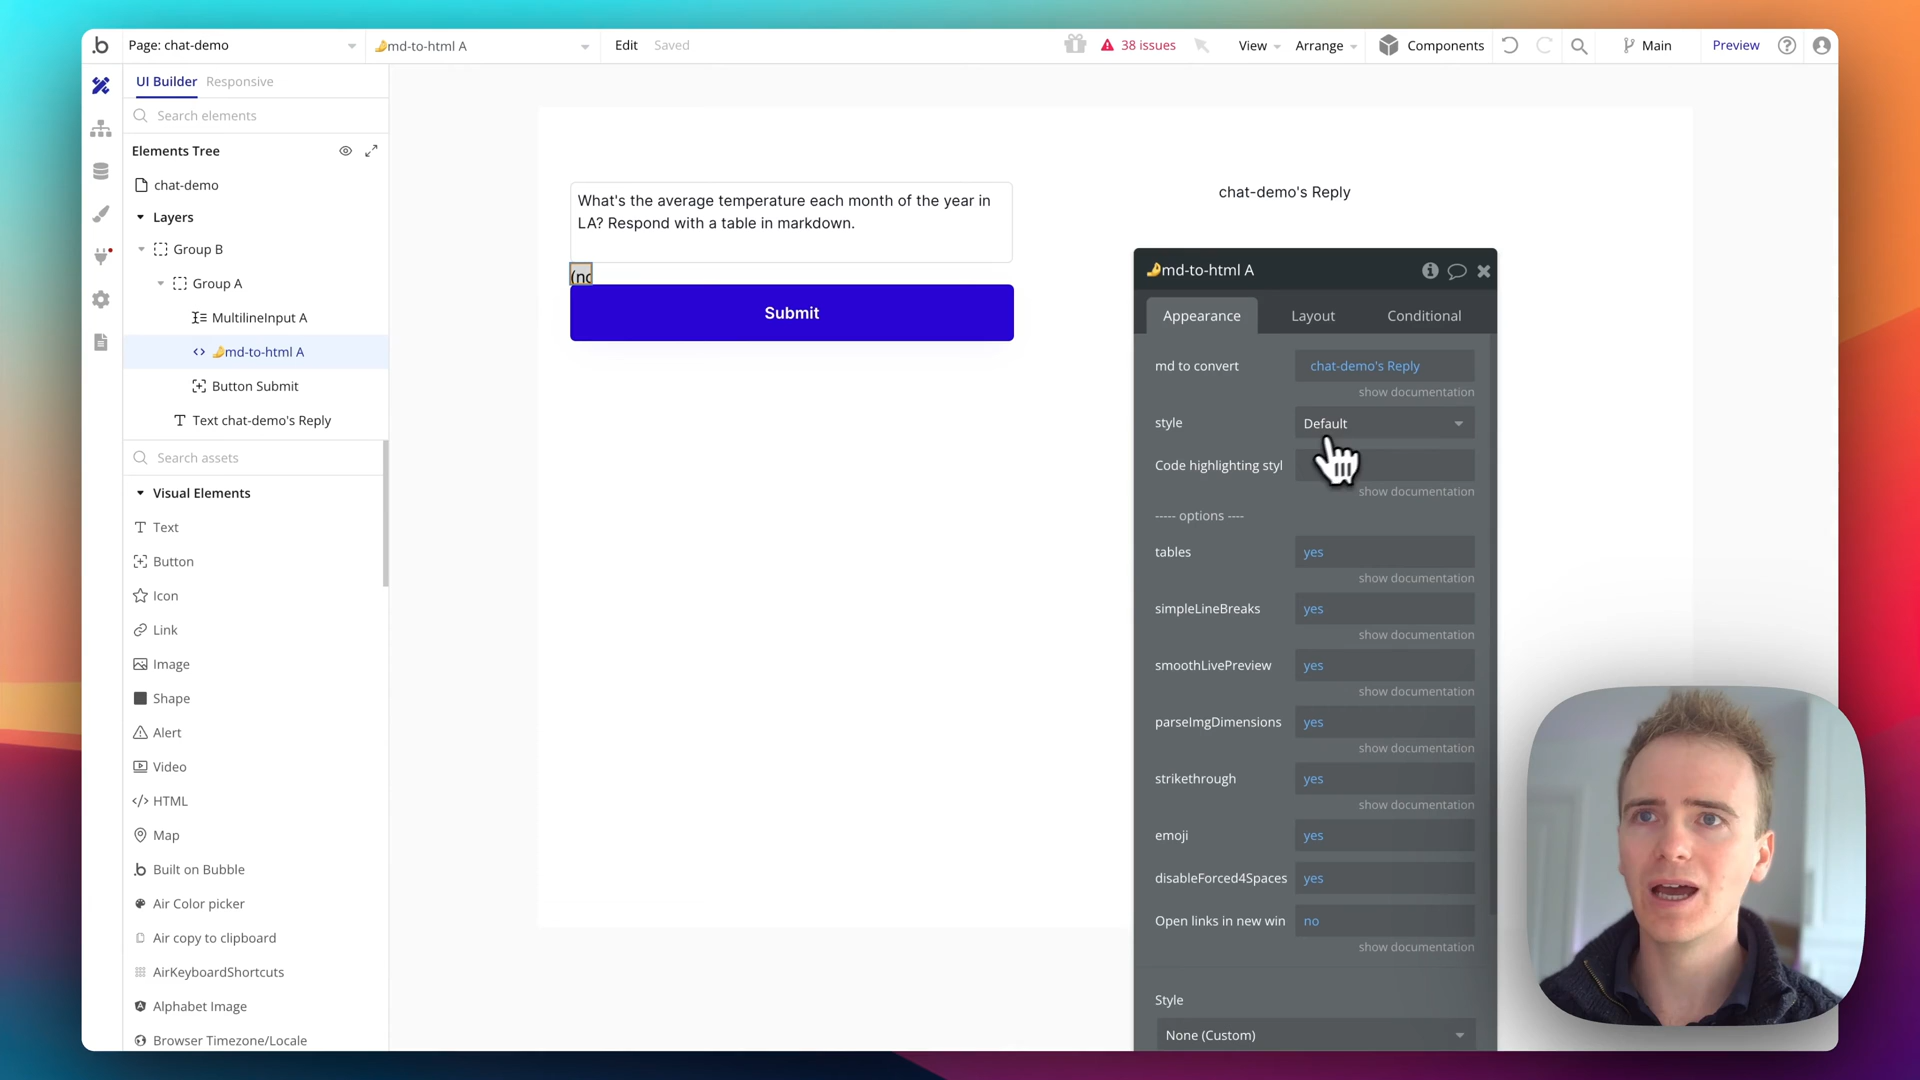 Page: chat-demo
🤌md-to-html A
Edit
Saved
38 issues
View
Arrange
Components
Main
Preview
UI Builder
Responsive
Search elements
Elements Tree
chat-demo
Layers
Group B
Group A
MultilineInput A
🤌md-to-html A
Button Submit
Text chat-demo's Reply
Search assets
Visual Elements
Text
Button
Icon
Link
Image
Shape
Alert
Video
HTML
Map
Built on Bubble
Air Color picker
Air copy to clipboard
AirKeyboardShortcuts
Alphabet Image
Browser Timezone/Locale
What's the average temperature each month of the year in
LA? Respond with a table in markdown.
(no
Submit
chat-demo's Reply
🤌md-to-html A
Appearance
Layout
Conditional
md to convert
chat-demo's Reply
show documentation
style
Default
Code highlighting styl
show documentation
----- options ----
tables
yes
show documentation
simpleLineBreaks
yes
show documentation
smoothLivePreview
yes
show documentation
parseImgDimensions
yes
show documentation
strikethrough
yes
show documentation
emoji
yes
disableForced4Spaces
yes
Open links in new win
no
show documentation
Style
None (Custom)